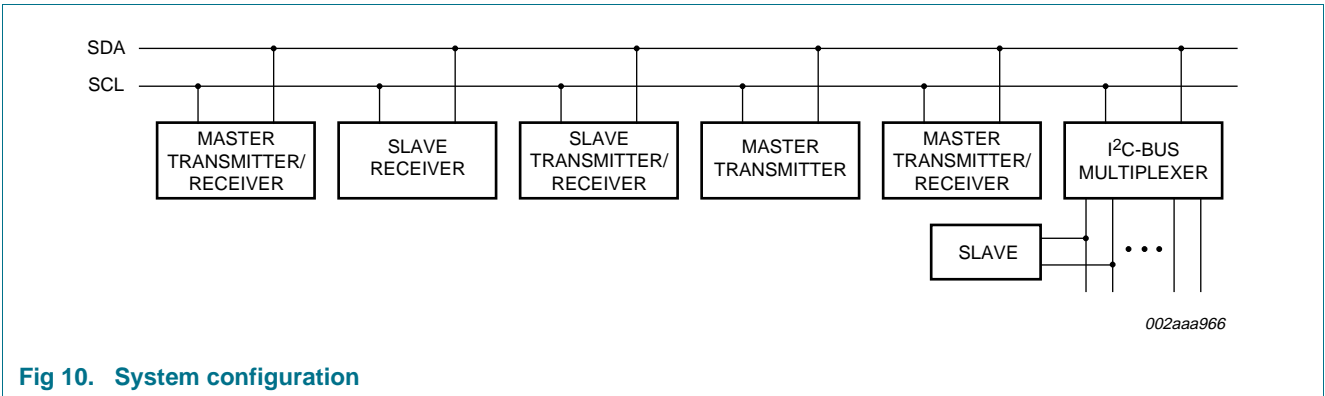 SDA
SCL
MASTER
TRANSMITTER/
RECEIVER
SLAVE
RECEIVER
SLAVE
TRANSMITTER/
RECEIVER
MASTER
TRANSMITTER
MASTER
TRANSMITTER/
RECEIVER
I²C-BUS
MULTIPLEXER
SLAVE
002aaa966
Fig 10. System configuration